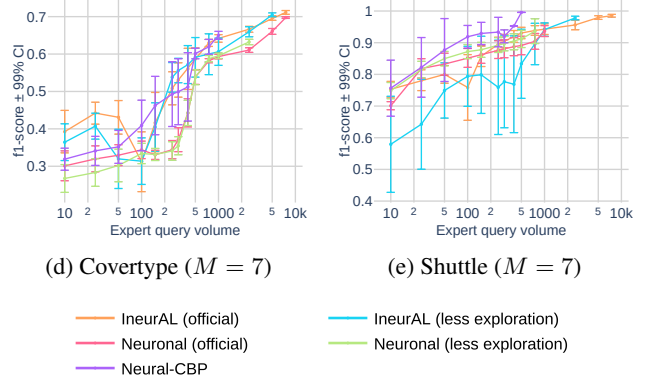 0.7
0.6
0.5
0.4
0.3
f1-score ± 99% CI
10 2 5 100 2 5 1000 2 5 10k
Expert query volume
(d) Covertype (M = 7)
1
0.9
0.8
0.7
0.6
0.5
0.4
f1-score ± 99% CI
10 2 5 100 2 5 1000 2 5 10k
Expert query volume
(e) Shuttle (M = 7)
IneurAL (official)
Neuronal (official)
Neural-CBP
IneurAL (less exploration)
Neuronal (less exploration)